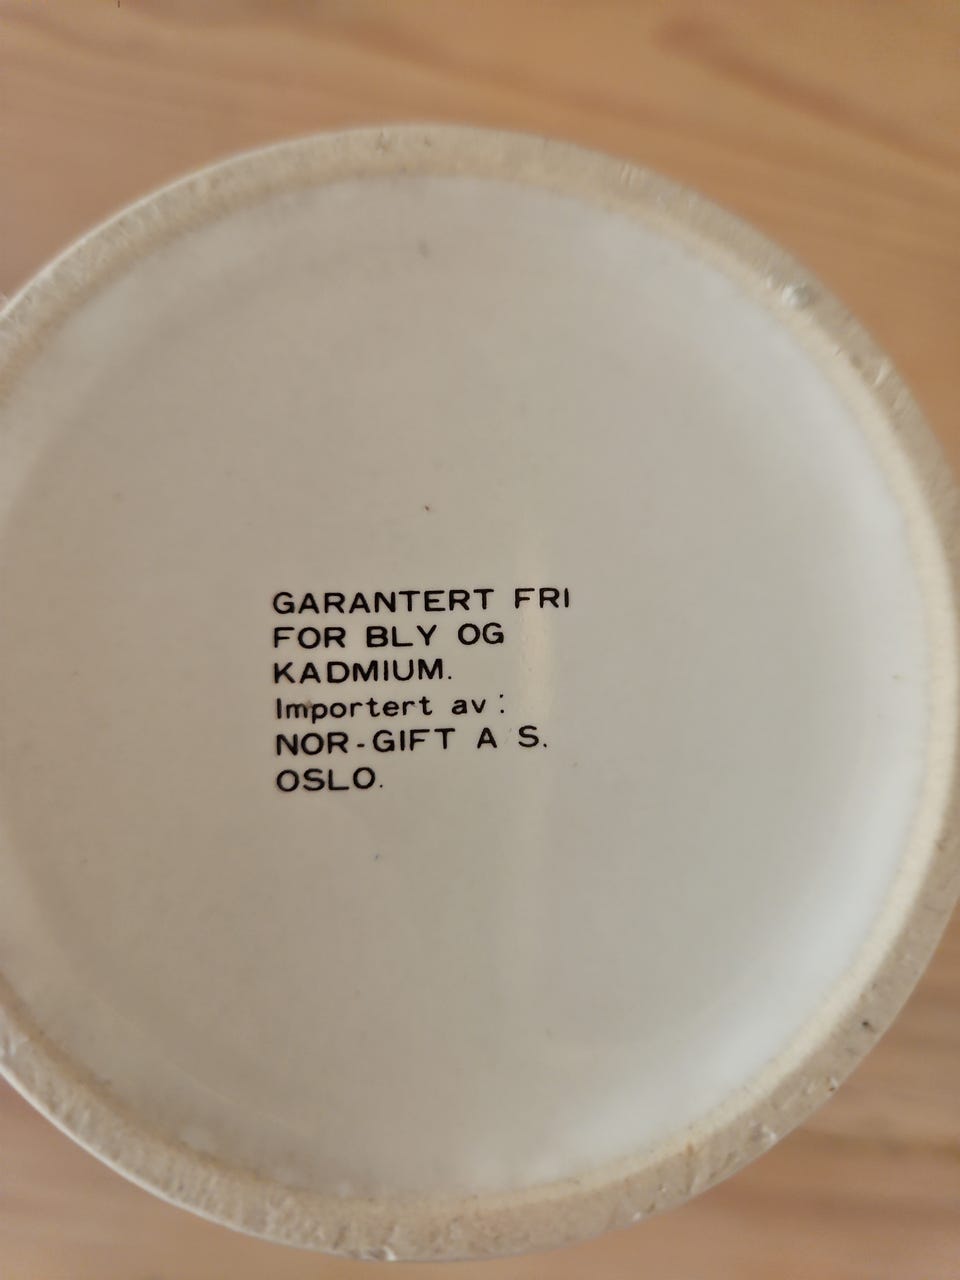 GARANTERT FRI
FOR BLY OG
KADMIUM.
Importert av:
NOR-GIFT A S.
OSLO.